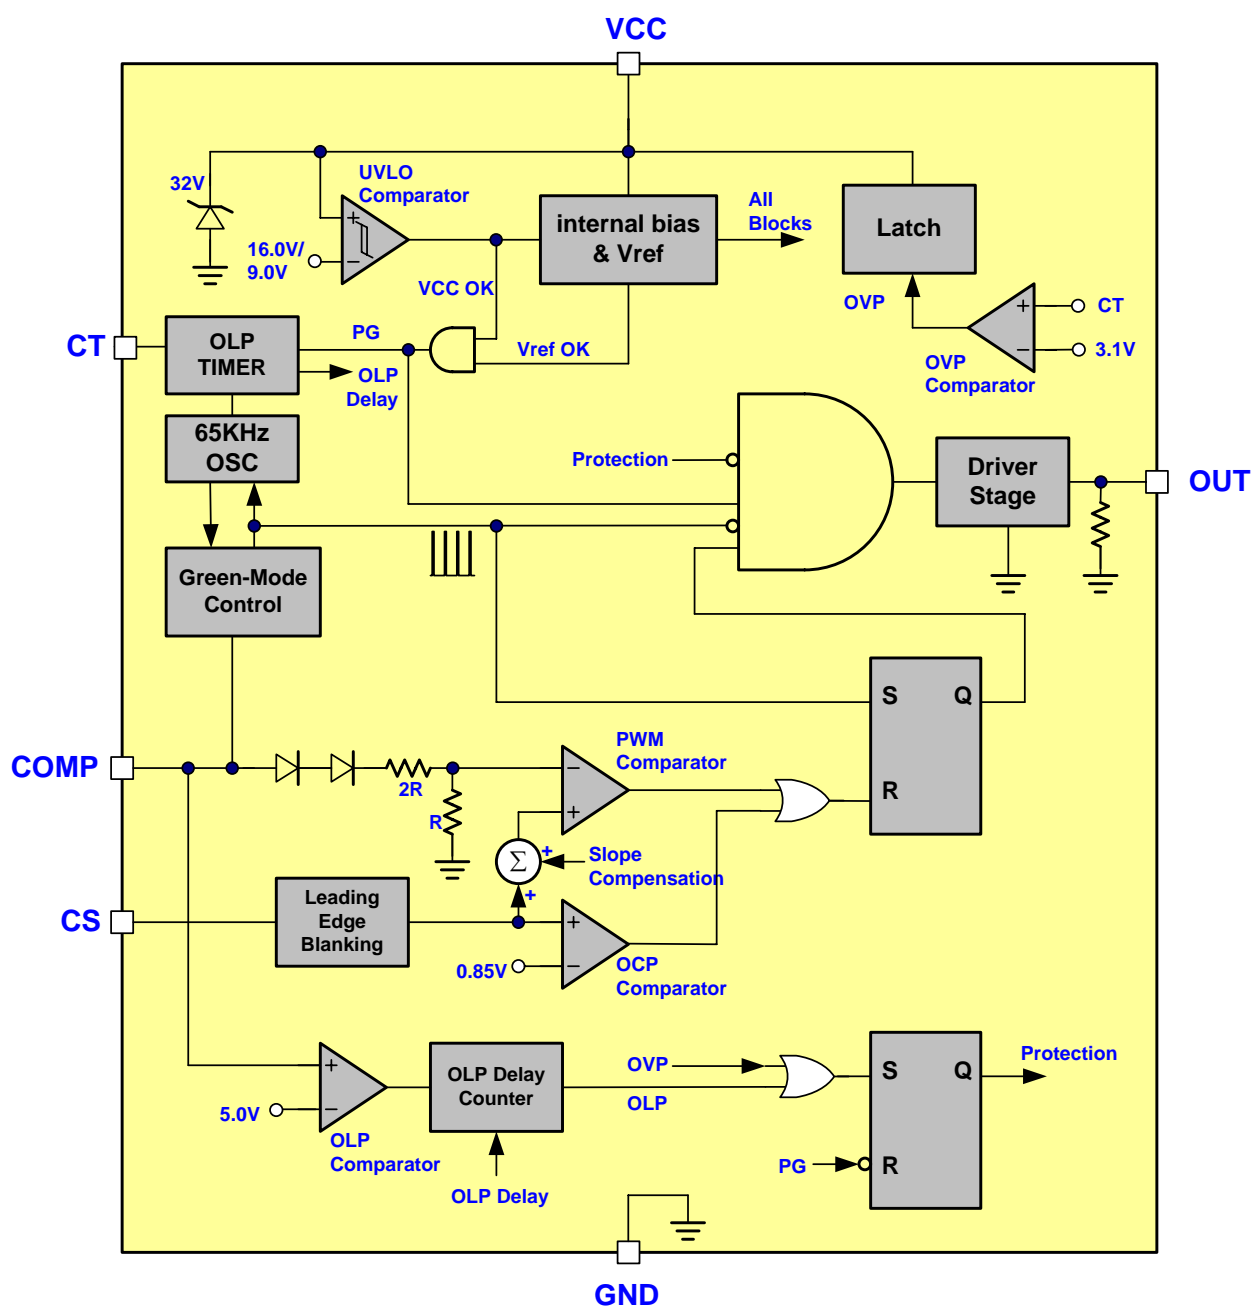 VCC
32V
UVLO
Comparator
16.0V/
9.0V
+
−
VCC OK
internal bias
& Vref
All
Blocks
Latch
OVP
+
−
CT
3.1V
OVP
Comparator
CT
OLP
TIMER
PG
Vref OK
OLP
Delay
65KHz
OSC
Protection
Driver
Stage
OUT
Green-Mode
Control
S
Q
R
COMP
2R
R
PWM
Comparator
−
+
Σ
+
+
Slope
Compensation
CS
Leading
Edge
Blanking
+
−
0.85V
OCP
Comparator
+
−
5.0V
OLP
Comparator
OLP Delay
Counter
OLP Delay
OVP
OLP
S
Q
Protection
PG
R
GND